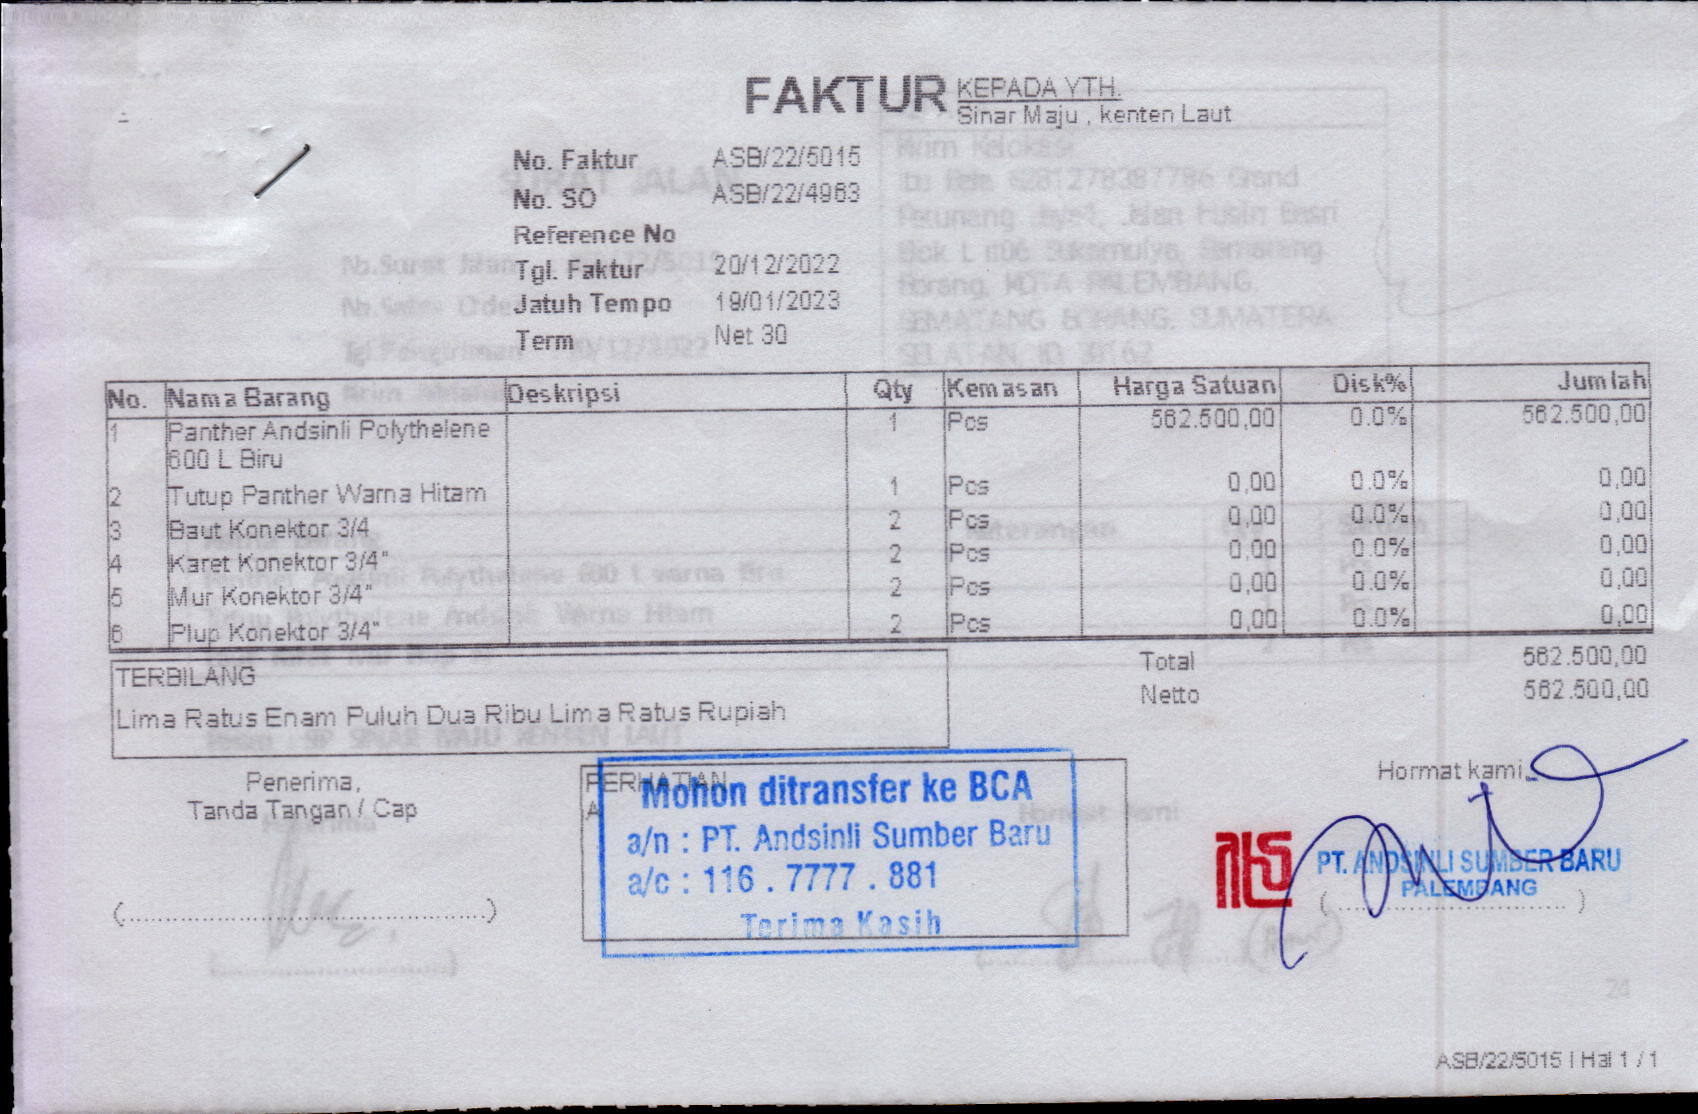 FAKTUR
KEPADA YTH.
Sinar Maju , kenten Laut
No. Faktur ASB/22/5015
No. SO ASB/22/4963
Reference No
Tgl. Faktur 20/12/2022
Jatuh Tempo 19/01/2023
Term Net 30
No. Nama Barang Deskripsi Qty Kemasan Harga Satuan Disk% Jumlah
1 Panther Andsinli Polythelene 1 Pcs 562.500,00 0.0% 562.500,00
600 L Biru
2 Tutup Panther Warna Hitam 1 Pcs 0,00 0.0% 0,00
3 Baut Konektor 3/4 2 Pcs 0,00 0.0% 0,00
4 Karet Konektor 3/4" 2 Pcs 0,00 0.0% 0,00
5 Mur Konektor 3/4" 2 Pcs 0,00 0.0% 0,00
6 Plup Konektor 3/4" 2 Pcs 0,00 0.0% 0,00
Total 562.500,00
Netto 562.500,00
TERBILANG
Lima Ratus Enam Puluh Dua Ribu Lima Ratus Rupiah
Penerima,
Tanda Tangan / Cap
(................................................)
PERHATIAN
A
Mohon ditransfer ke BCA
a/n : PT. Andsinli Sumber Baru
a/c : 116 . 7777 . 881
Terima Kasih
Hormat kami,
PT. ANDSINLI SUMBER BARU
PALEMBANG
(................................)
ASB/22/5015 | Hal 1 / 1